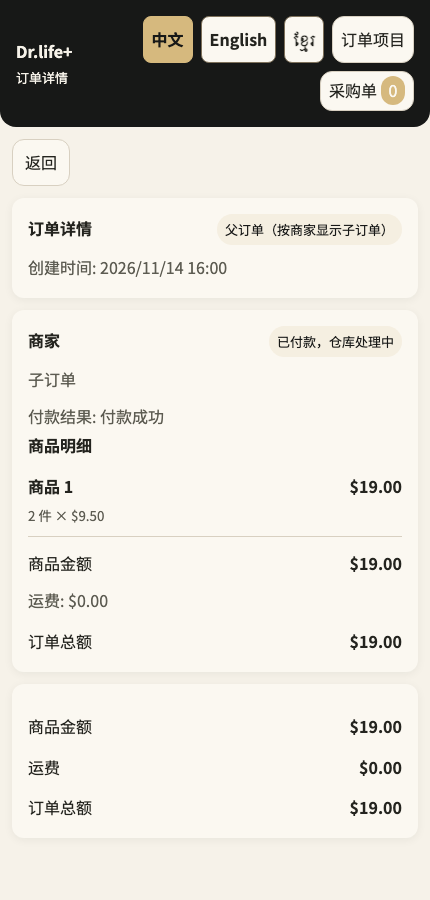 Dr.life+
订单详情
中文
English
ខ្មែរ
订单项目
采购单 0
返回
订单详情
父订单（按商家显示子订单）
创建时间: 2026/11/14 16:00
商家
已付款，仓库处理中
子订单
付款结果: 付款成功
商品明细
商品 1 $19.00
2 件 × $9.50
商品金额 $19.00
运费: $0.00
订单总额 $19.00
商品金额 $19.00
运费 $0.00
订单总额 $19.00